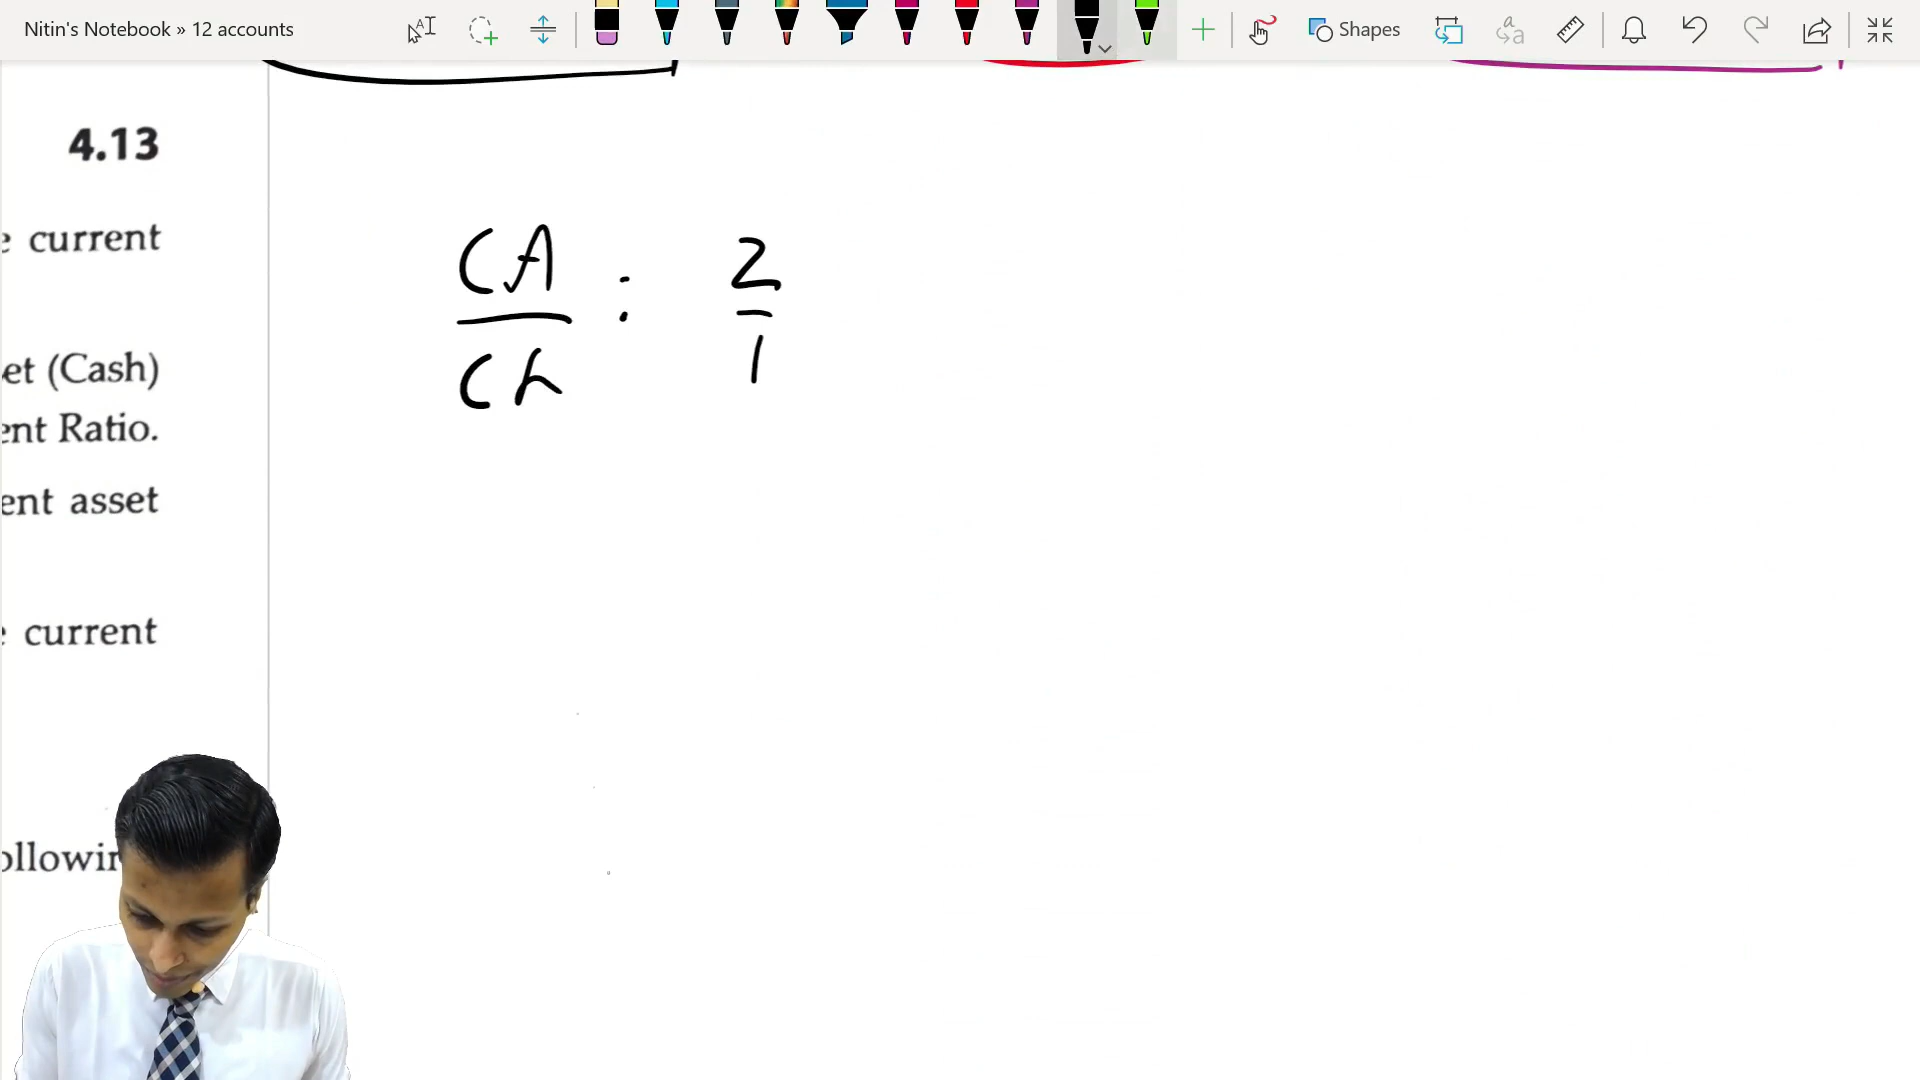 Nitin's Notebook » 12 accounts
Shapes
4.13
e current
et (Cash)
ent Ratio.
ent asset
current
ollowin
CA : 2
CL 1